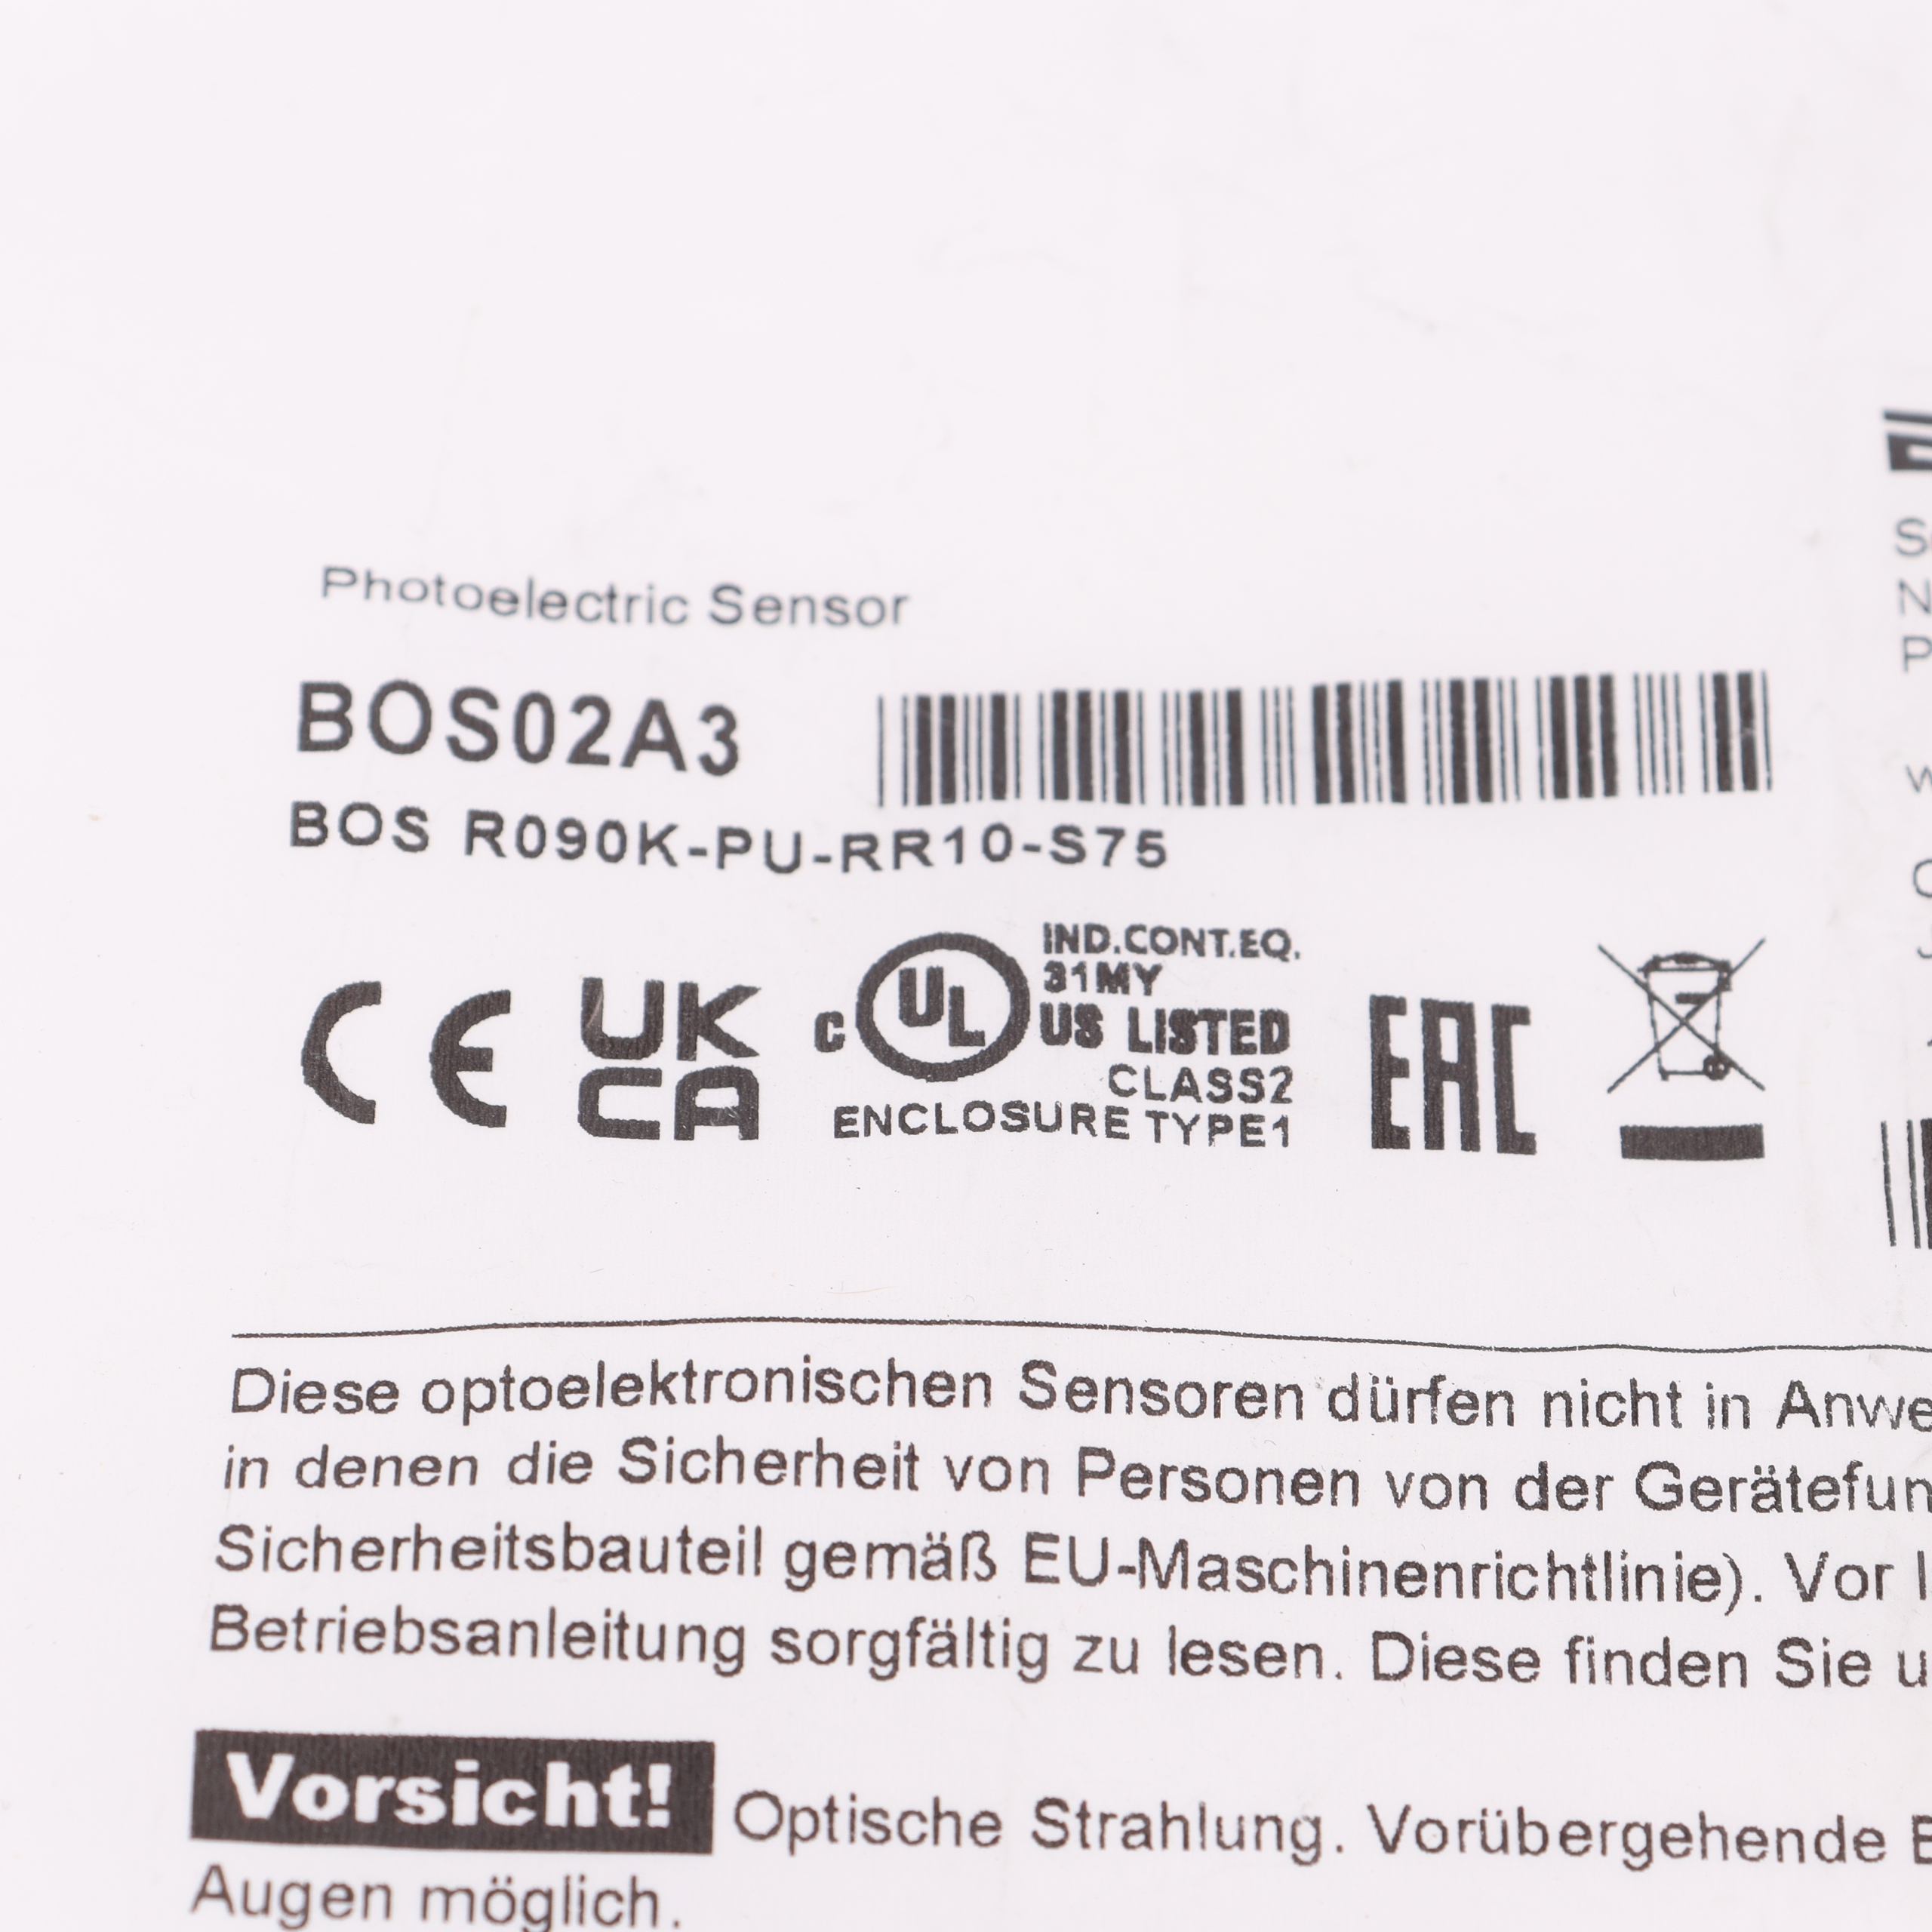 Photoelectric Sensor
BOS02A3
BOS R090K-PU-RR10-S75
CE
UK
CA
c UL US LISTED
IND.CONT.EQ.
31MY
CLASS2
ENCLOSURE TYPE1
EAC
Diese optoelektronischen Sensoren dürfen nicht in Anwe
in denen die Sicherheit von Personen von der Gerätefun
Sicherheitsbauteil gemäß EU-Maschinenrichtlinie). Vor I
Betriebsanleitung sorgfältig zu lesen. Diese finden Sie u
Vorsicht! Optische Strahlung. Vorübergehende
Augen möglich.